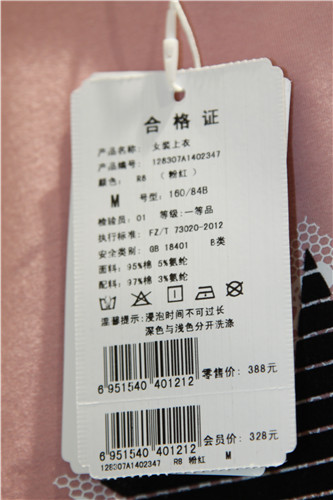 合格证
产品名称: 女装上衣
产品编号: 128307A1402347
颜色: R8 (粉红)
M 号型: 160/84B
检验员: 01 等级: 一等品
执行标准: FZ/T 73020-2012
安全类别: GB 18401 B类
面料: 95%棉 5%氨纶
配料: 97%棉 3%氨纶
温馨提示: 浸泡时间不可过长
深色与浅色分开洗涤
6 951540 401212 零售价: 388元
6 951540 401212 会员价: 328元
128307A1402347 R8 粉红 M